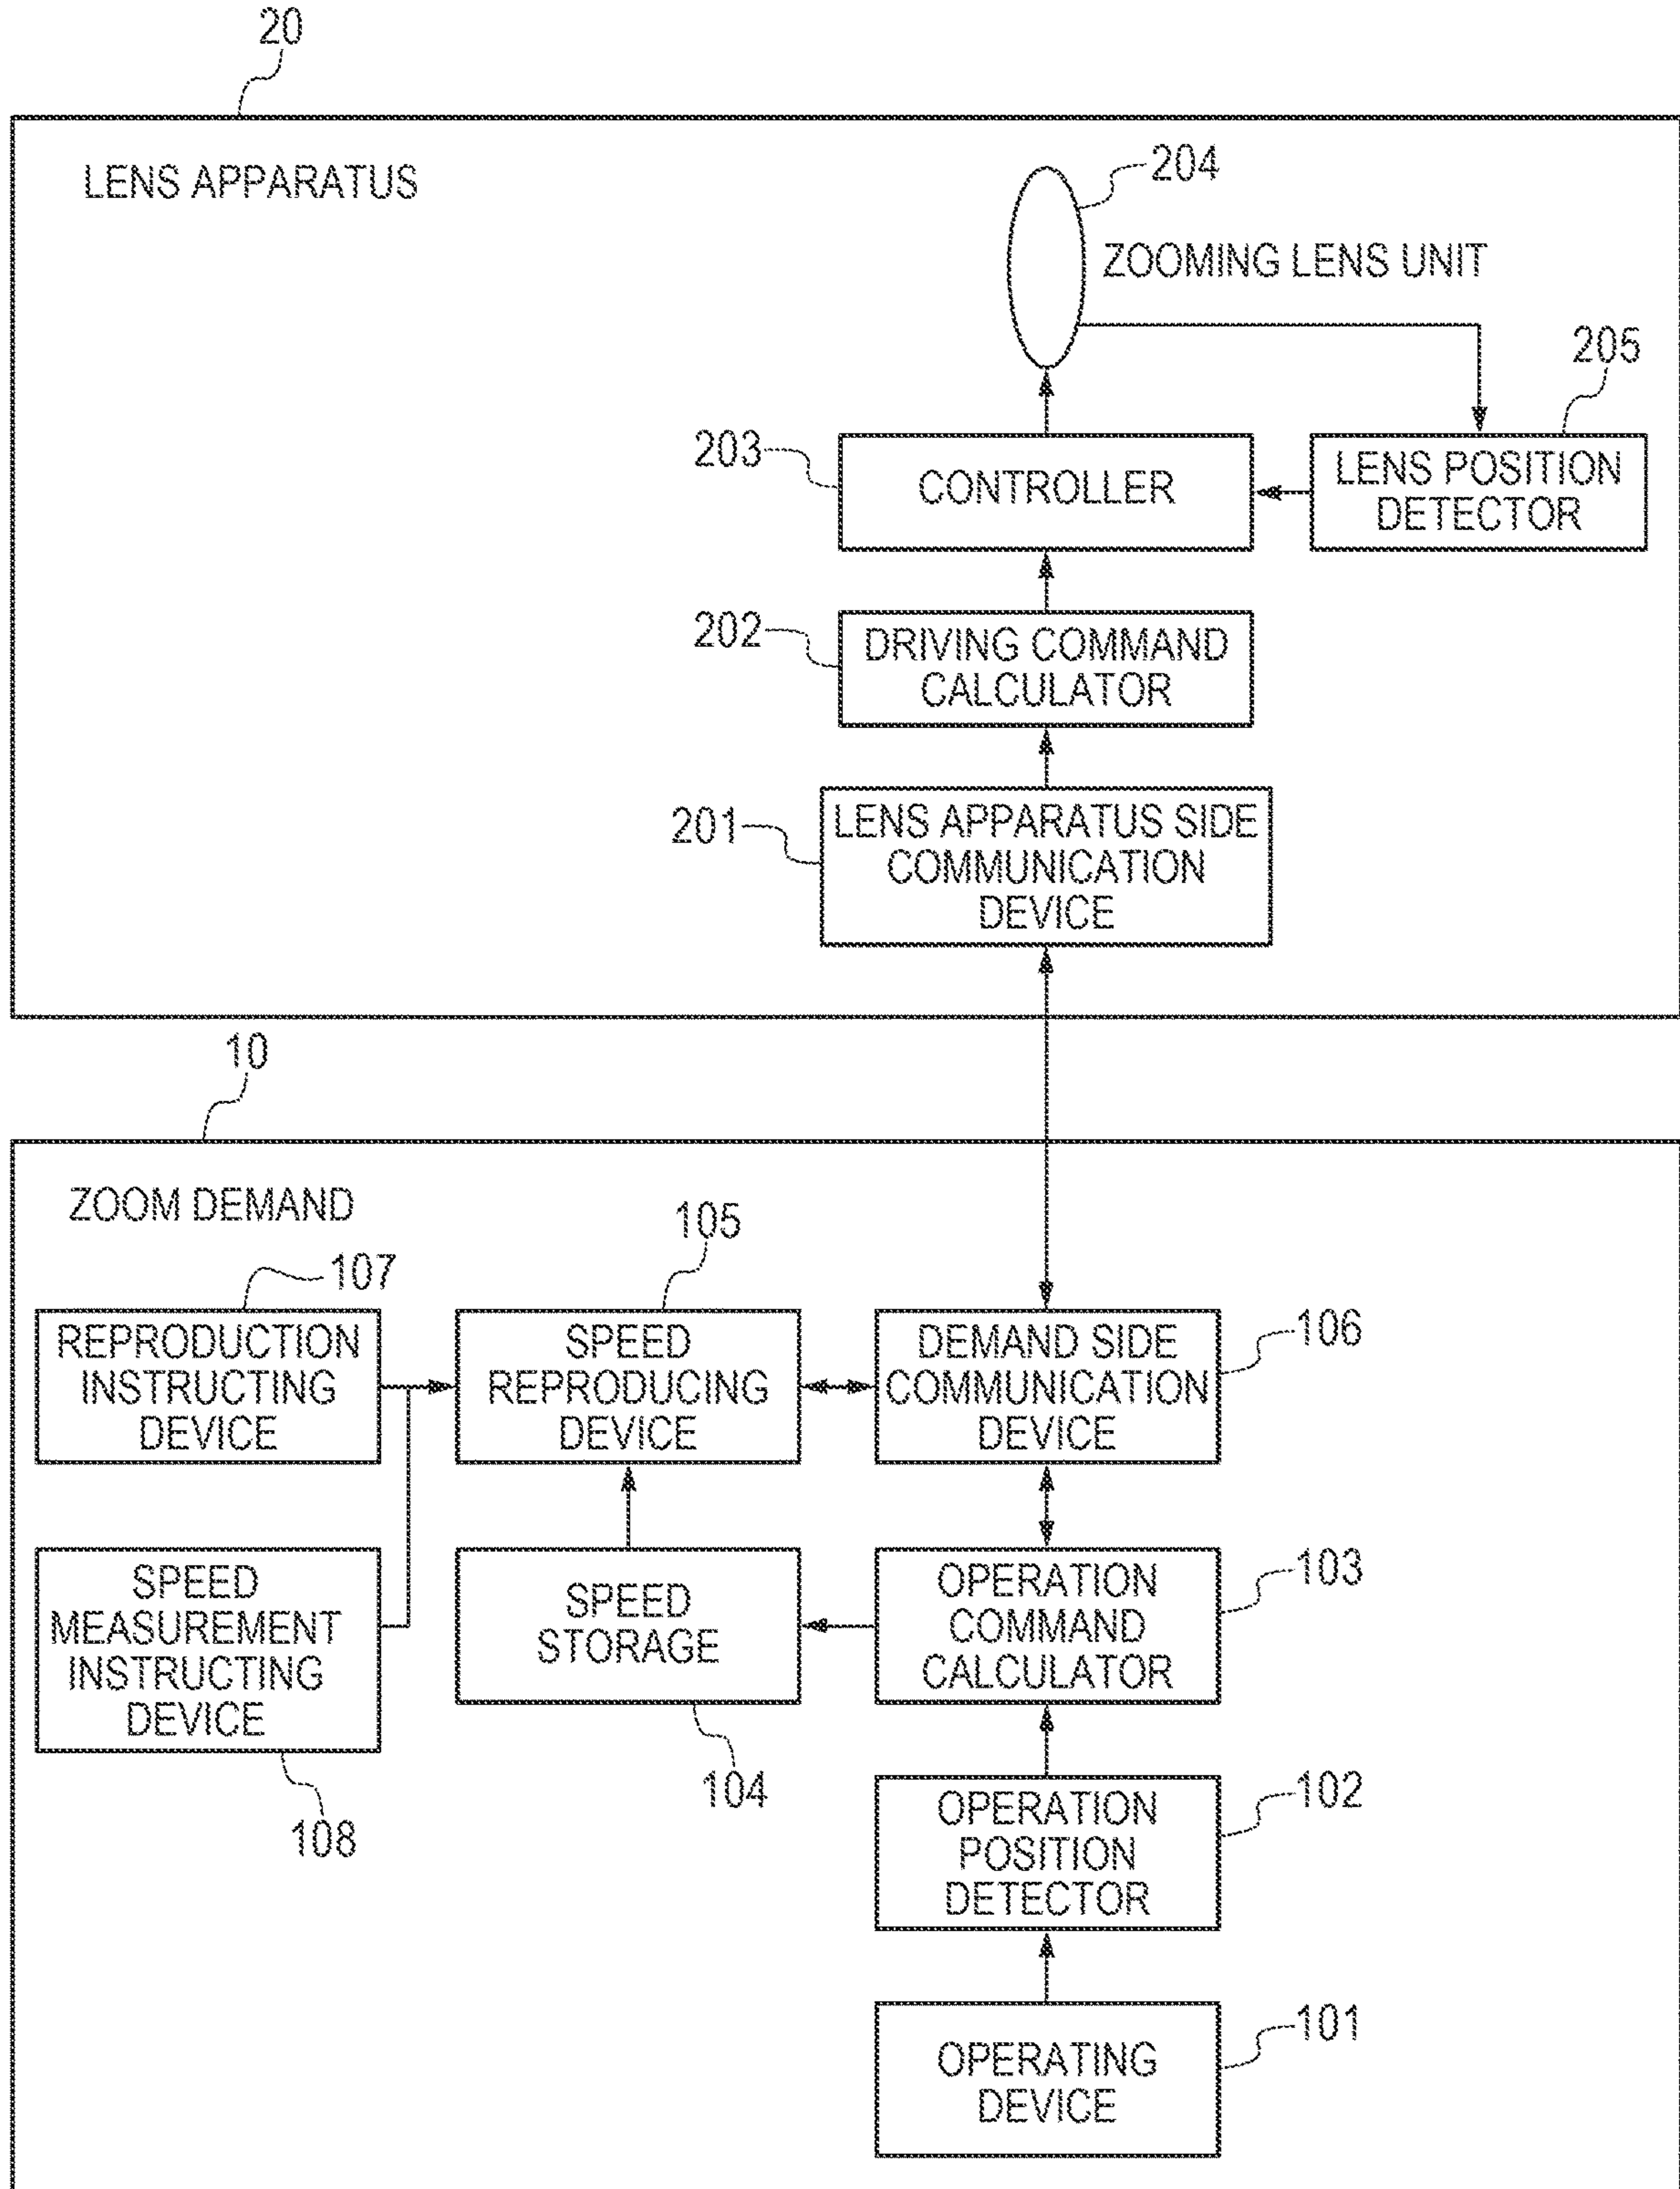 20
LENS APPARATUS
204
ZOOMING LENS UNIT
205
203
CONTROLLER
LENS POSITION
DETECTOR
202
DRIVING COMMAND
CALCULATOR
201
LENS APPARATUS SIDE
COMMUNICATION
DEVICE
10
ZOOM DEMAND
105
107
106
REPRODUCTION
INSTRUCTING
DEVICE
SPEED
REPRODUCING
DEVICE
DEMAND SIDE
COMMUNICATION
DEVICE
SPEED
MEASUREMENT
INSTRUCTING
DEVICE
SPEED
STORAGE
OPERATION
COMMAND
CALCULATOR
103
104
108
102
OPERATION
POSITION
DETECTOR
101
OPERATING
DEVICE